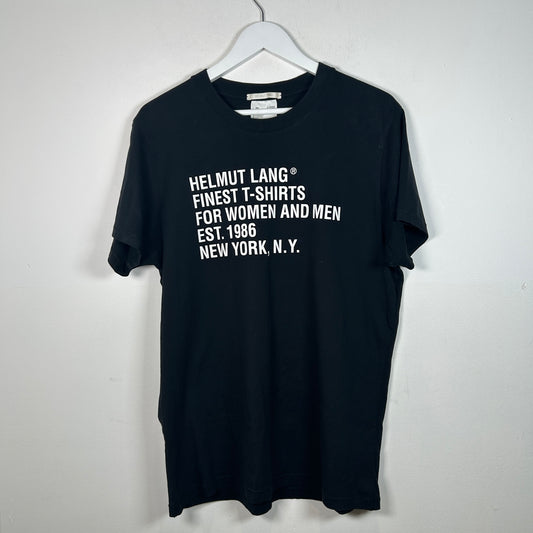 HELMUT LANG®
FINEST T-SHIRTS
FOR WOMEN AND MEN
EST. 1986
NEW YORK, N.Y.